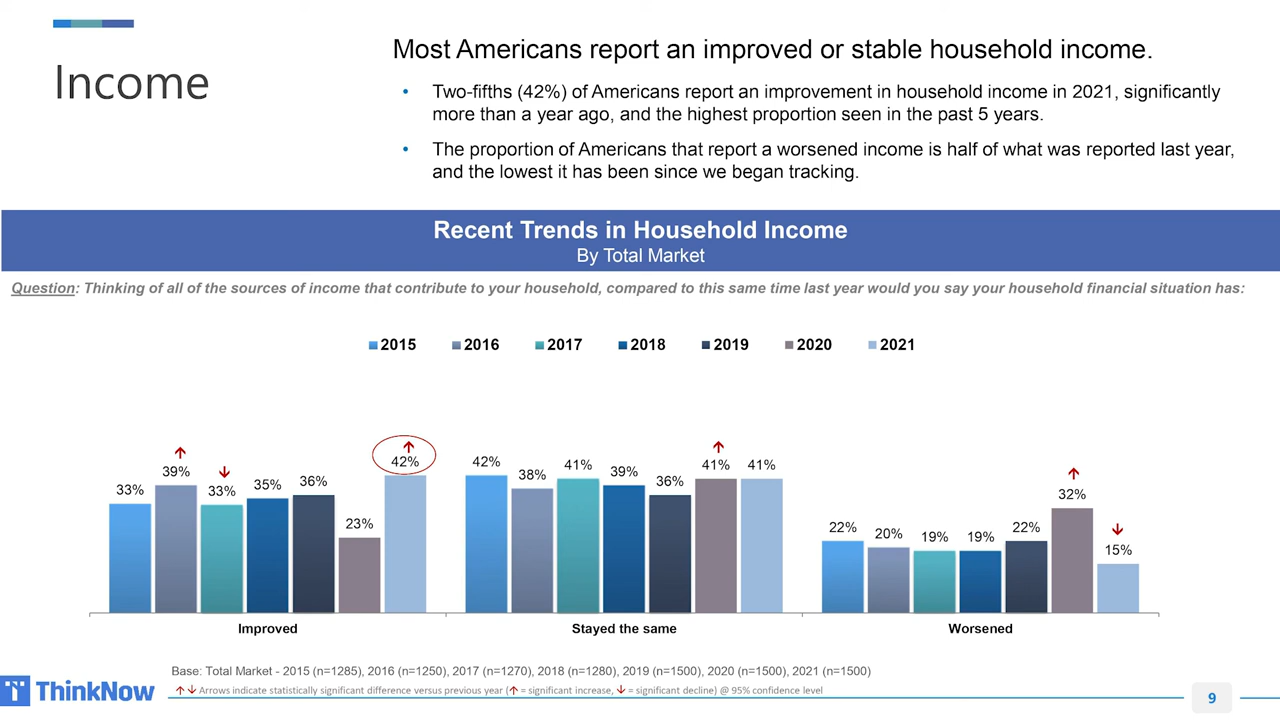 Income
Most Americans report an improved or stable household income.
• Two-fifths (42%) of Americans report an improvement in household income in 2021, significantly
more than a year ago, and the highest proportion seen in the past 5 years.
• The proportion of Americans that report a worsened income is half of what was reported last year,
and the lowest it has been since we began tracking.
Recent Trends in Household Income
By Total Market
Question: Thinking of all of the sources of income that contribute to your household, compared to this same time last year would you say your household financial situation has:
2015 2016 2017 2018 2019 2020 2021
33% 39% 33% 35% 36% 23% 42%
42% 38% 41% 39% 36% 41% 41%
22% 20% 19% 19% 22% 32% 15%
Improved Stayed the same Worsened
Base: Total Market - 2015 (n=1285), 2016 (n=1250), 2017 (n=1270), 2018 (n=1280), 2019 (n=1500), 2020 (n=1500), 2021 (n=1500)
↑↓ Arrows indicate statistically significant difference versus previous year (↑ = significant increase, ↓ = significant decline) @ 95% confidence level
ThinkNow
9